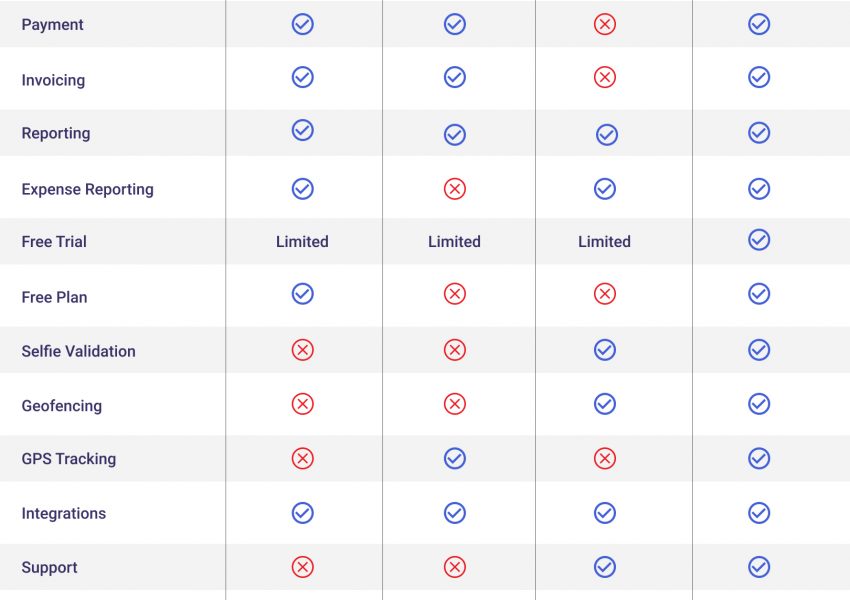 Payment
Invoicing
Reporting
Expense Reporting
Free Trial Limited Limited Limited
Free Plan
Selfie Validation
Geofencing
GPS Tracking
Integrations
Support